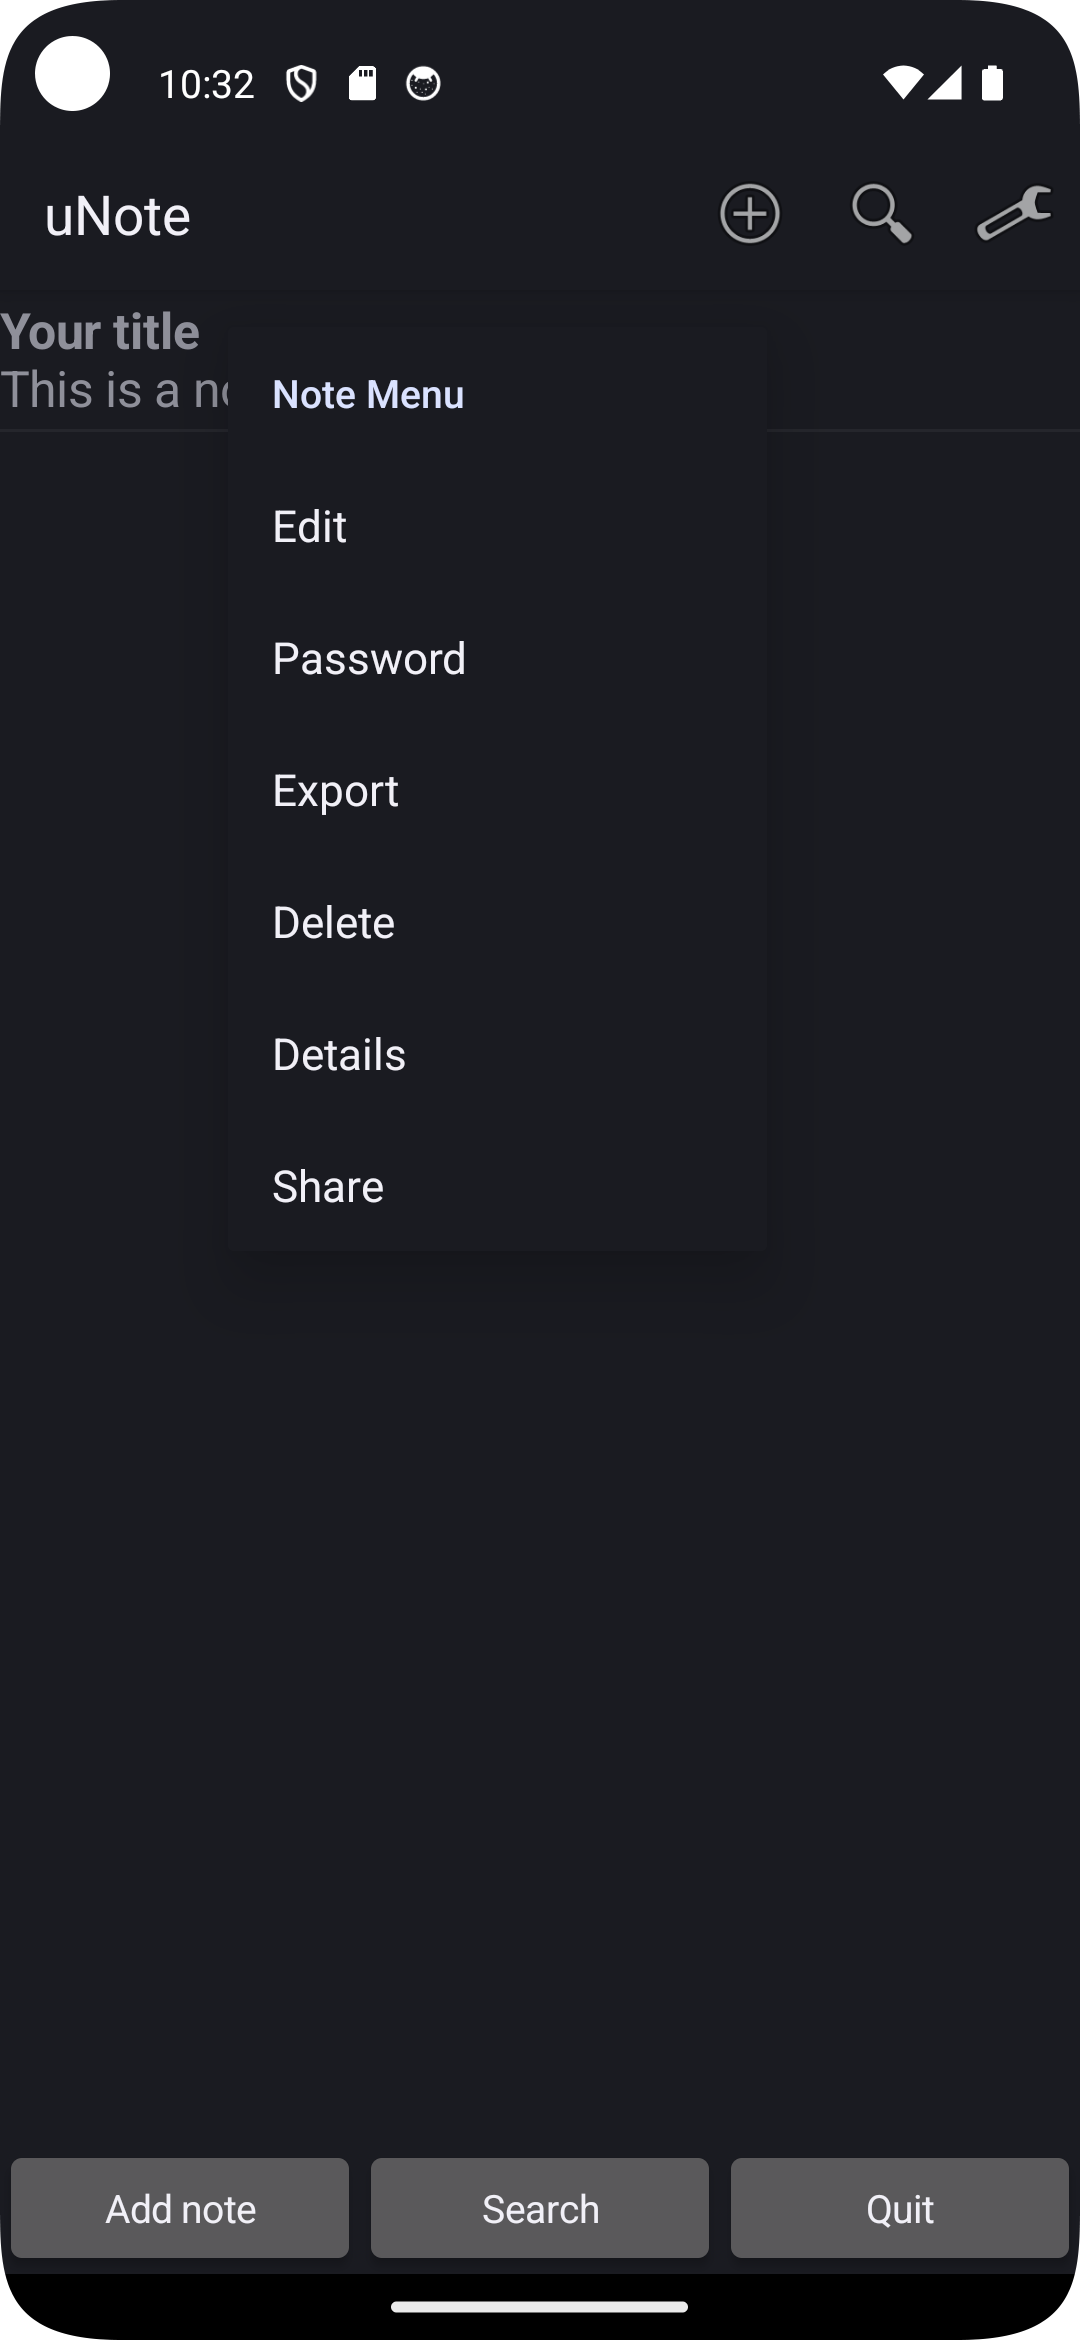 10:32
uNote
Your title
This is a
Note Menu
Edit
Password
Export
Delete
Details
Share
Add note
Search
Quit